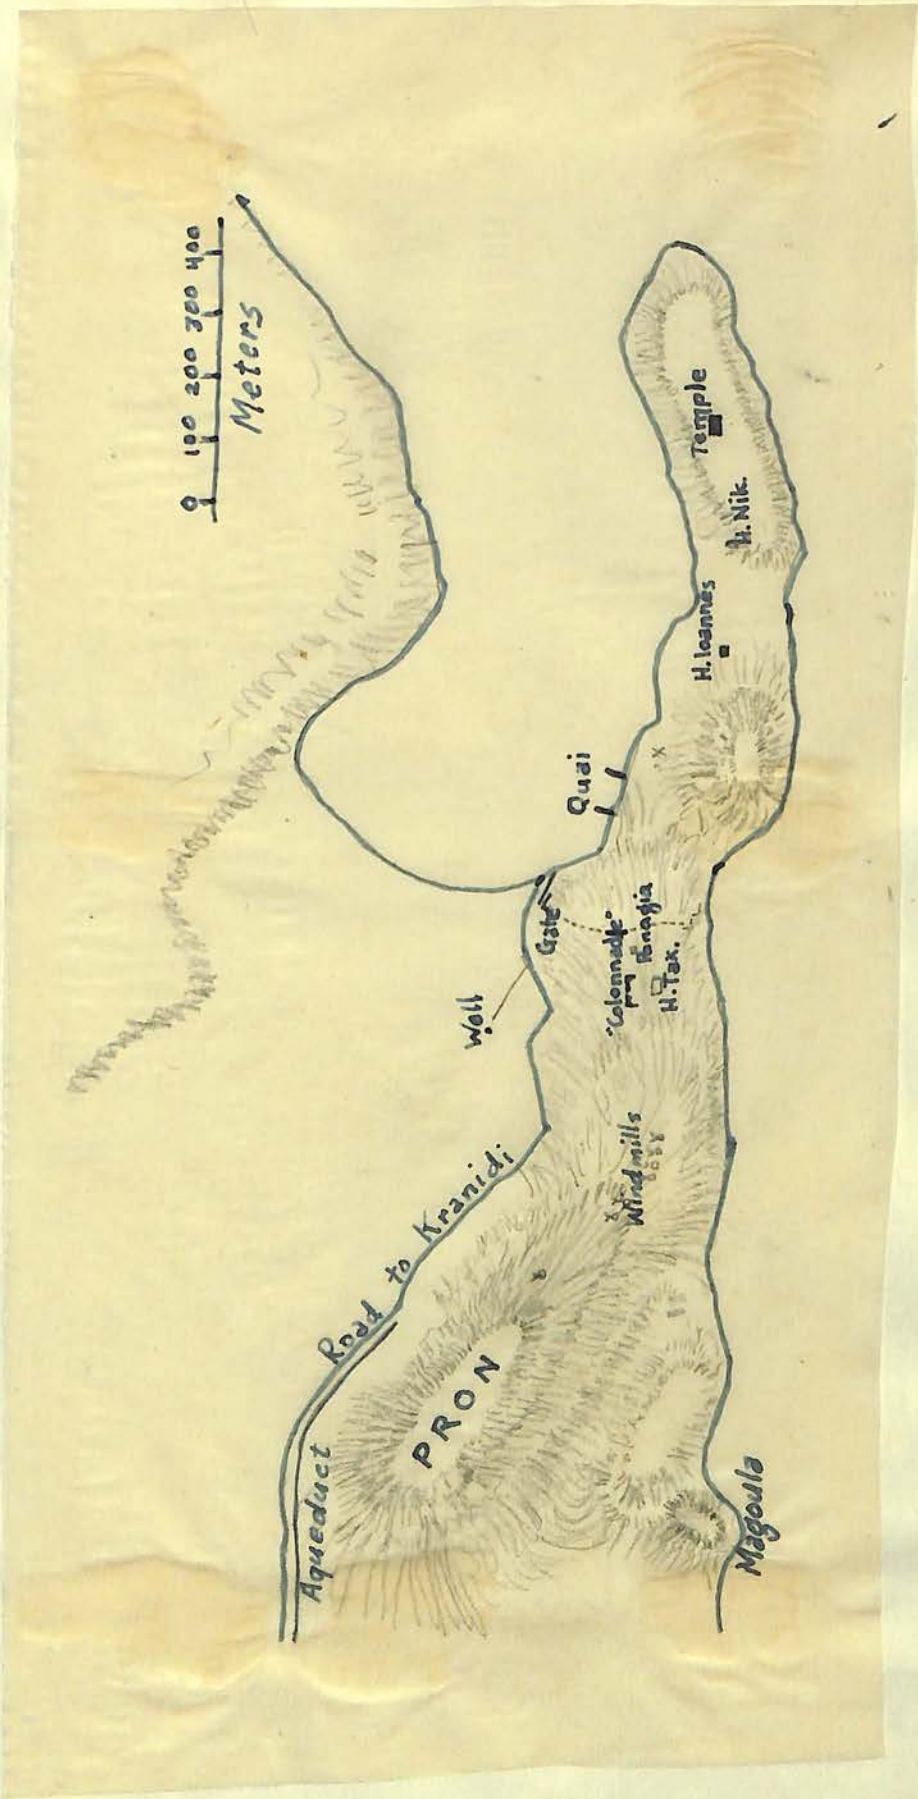 0 100 200 300 400
Meters
Road to Kranidi
Aqueduct
PRON
Magoula
Windmills
Well
Gate
"Colonnade"
Panagia
H. Tax.
Quai
H. Ioannes
H. Nik.
Temple